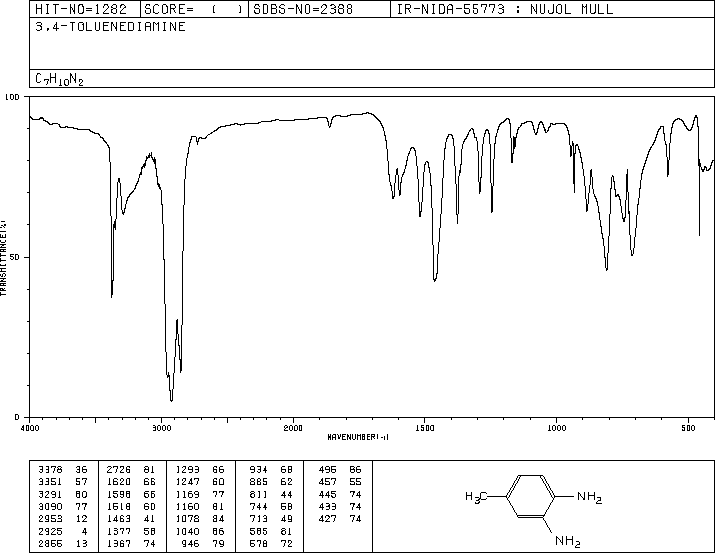 HIT-NO=1282 SCORE= ( ) SDBS-NO=2388 IR-NIDA-55773 : NUJOL MULL
3,4-TOLUENEDIAMINE
C7H10N2
100
50
0
TRANSMITTANCE(%)
4000 3000 2000 1500 1000 500
WAVENUMBER(-1)
3378 36 2726 81 1293 66 934 68 496 86
3351 57 1620 66 1247 60 885 62 457 55
3291 60 1598 66 1169 77 811 44 445 74
3090 77 1518 60 1160 81 744 58 74
2953 12 1463 41 1078 84 713 49 427 74
2925 4 1377 58 1040 86 585 81
2855 13 1367 74 946 79 578 72
H3C
NH2
NH2